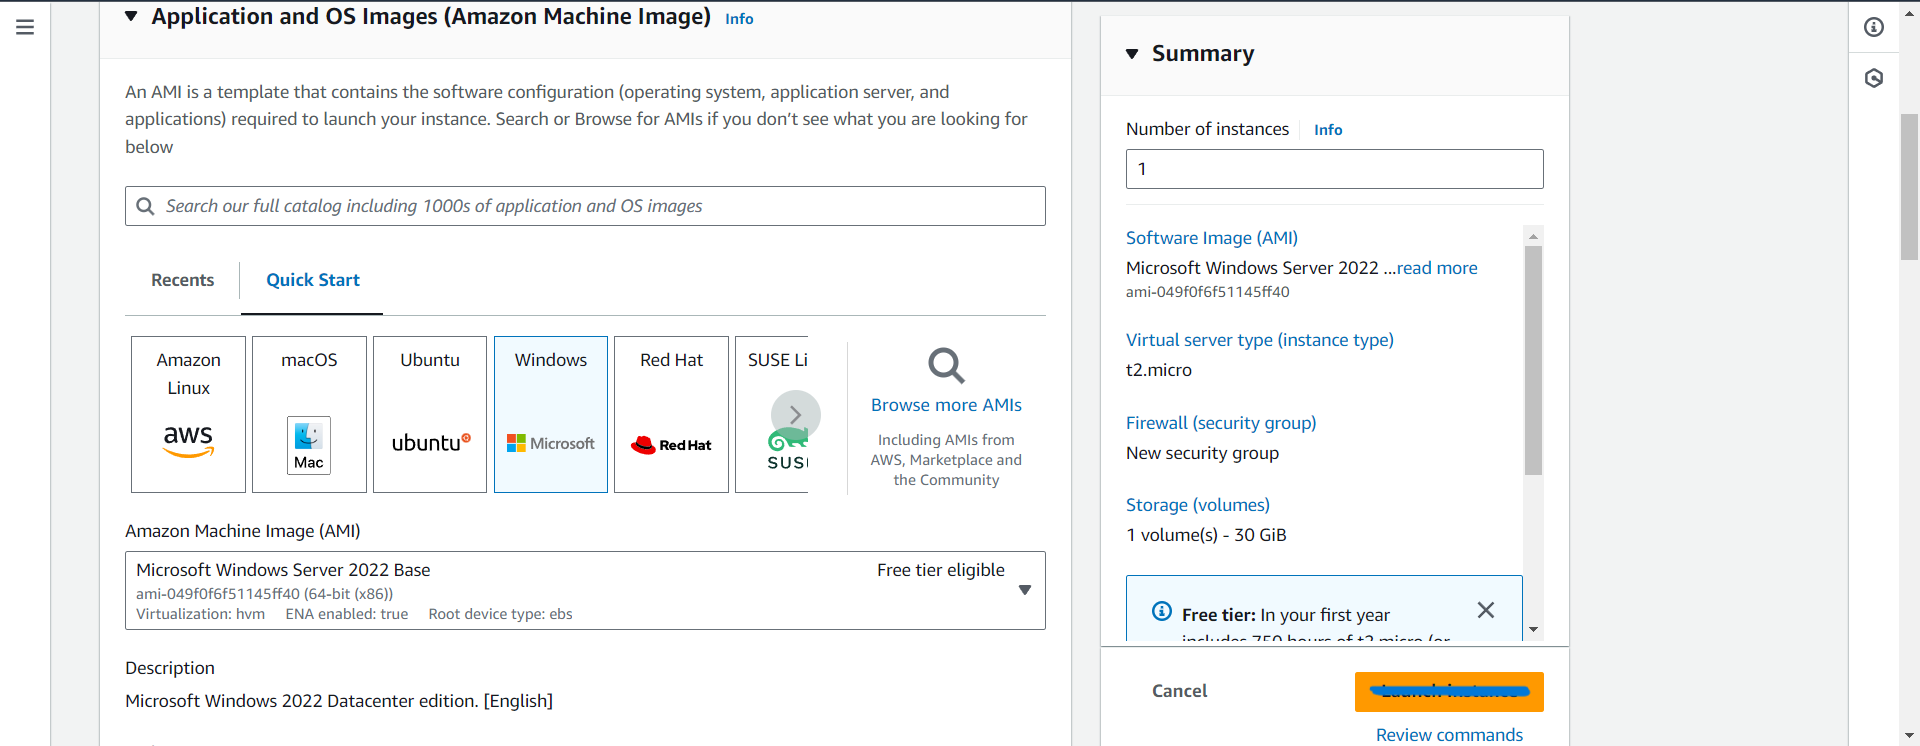 Application and OS Images (Amazon Machine Image) Info
An AMI is a template that contains the software configuration (operating system, application server, and
applications) required to launch your instance. Search or Browse for AMIs if you don’t see what you are looking for
below
Search our full catalog including 1000s of application and OS images
Recents
Quick Start
Amazon
Linux
aws
macOS
Mac
Ubuntu
ubuntu
Windows
Microsoft
Red Hat
Red Hat
SUSE Li
SUS
Browse more AMIs
Including AMIs from
AWS, Marketplace and
the Community
Amazon Machine Image (AMI)
Microsoft Windows Server 2022 Base
Free tier eligible
ami-049f0f6f51145ff40 (64-bit (x86))
Virtualization: hvm ENA enabled: true Root device type: ebs
Description
Microsoft Windows 2022 Datacenter edition. [English]
Summary
Number of instances Info
1
Software Image (AMI)
Microsoft Windows Server 2022 ...read more
ami-049f0f6f51145ff40
Virtual server type (instance type)
t2.micro
Firewall (security group)
New security group
Storage (volumes)
1 volume(s) - 30 GiB
Free tier: In your first year
includes 750 hours of t2.micro (or
Cancel
Review commands